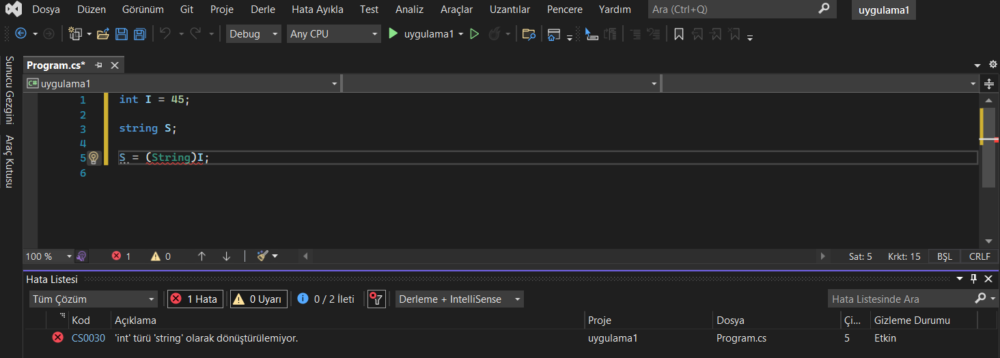 Dosya Düzen Görünüm Git Proje Derle Hata Ayıkla Test Analiz Araçlar Uzantılar Pencere Yardım Ara (Ctrl+Q) uygulama1
Debug Any CPU uygulama1
Sunucu Gezgini
Araç Kutusu
Program.cs*
C# uygulama1
1 int I = 45;
2
3 string S;
4
5 S = (String)I;
6
100 % 1 0 Sat: 5 Krkt: 15 BŞL CRLF
Hata Listesi
Tüm Çözüm 1 Hata 0 Uyarı 0 / 2 İleti Derleme + IntelliSense Hata Listesinde Ara
Kod Açıklama Proje Dosya Çi... Gizleme Durumu
CS0030 'int' türü 'string' olarak dönüştürülemiyor. uygulama1 Program.cs 5 Etkin